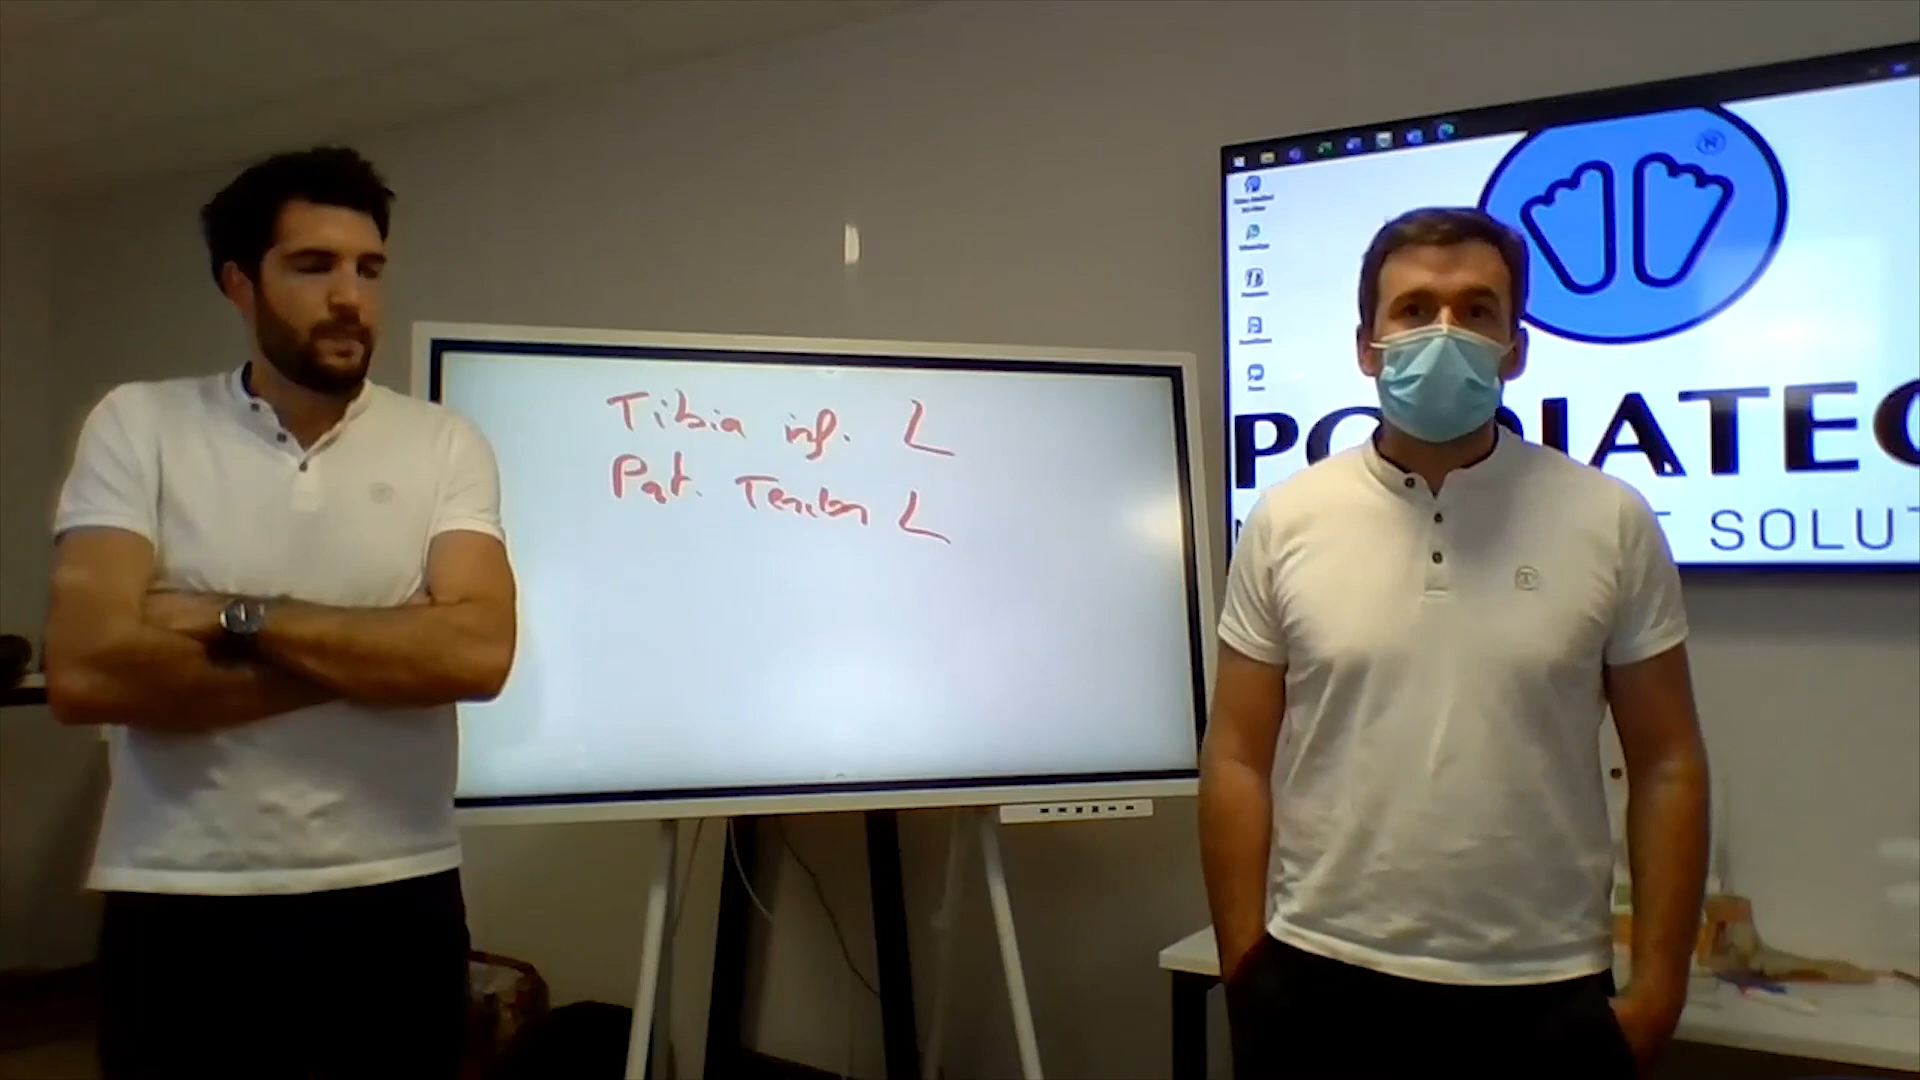 Tibia inf. L
Pat. Tendon L
PODIATEC
SOLUT
®